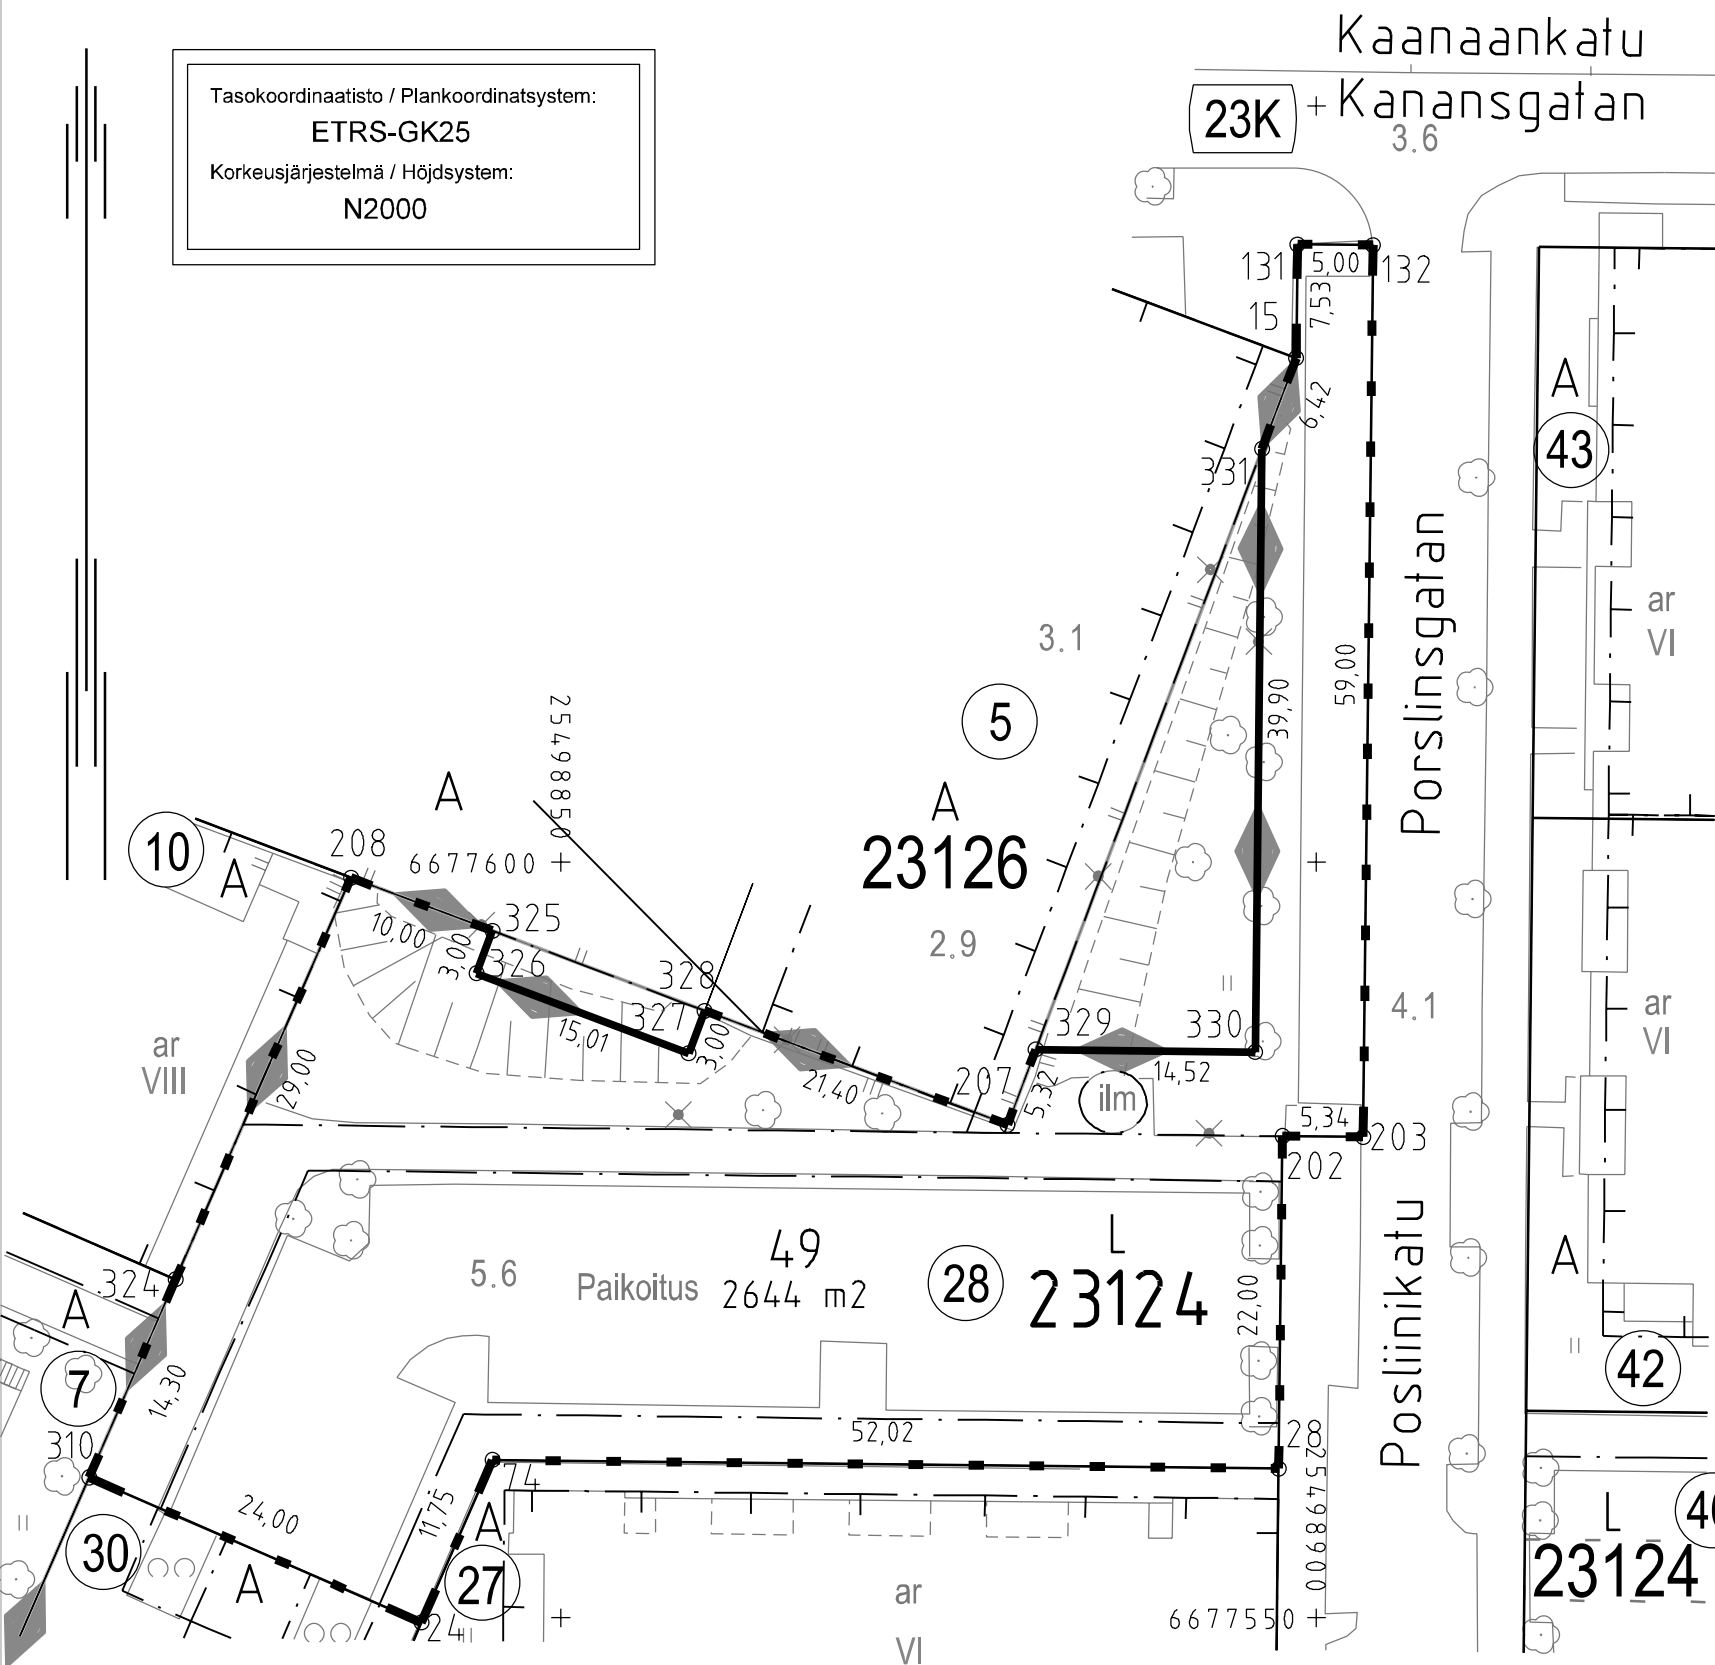 Kaanaankatu
Tasokoordinaatisto / Plankoordinatsystem:
ETRS-GK25
Korkeusjärjestelmä / Höjdsystem:
N2000
23K
Kanansgatan
3.6
131
5,00
132
7,53
15
6,42
A
43
331
Porslinsgatan
ar
VI
3.1
59,00
39,90
5
2549850
A
A
23126
10
208
A
6677600
325
10,00
3,00
326
2.9
328
327
15,01
3,00
329
330
4.1
ar
VI
ar
VIII
29,00
21,40
207
5,32
14,52
ilm
5,34
203
202
49
L
5.6
Paikoitus
2644 m2
28
23124
22,00
Posliinikatu
A
324
A
42
7
14,30
310
52,02
28
25498900
74
11,75
A
24,00
30
A
27
24
ar
VI
6677550
L
23124